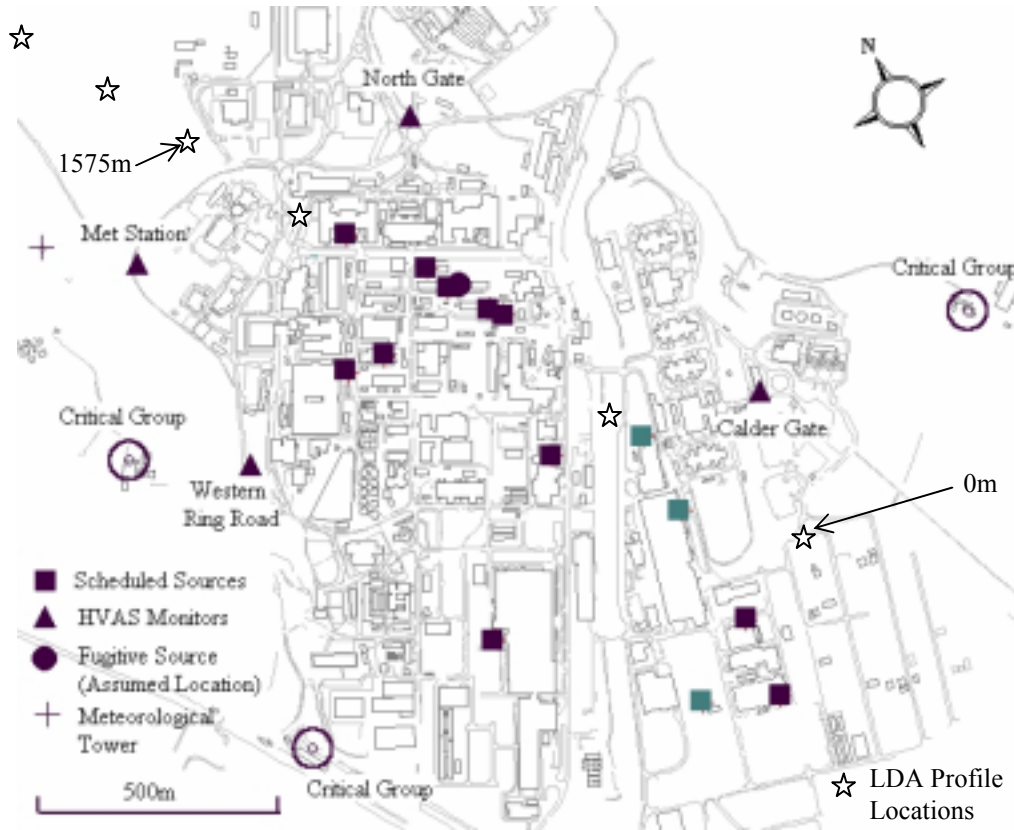 N
North Gate
1575m
Met Station
Critical Group
Critical Group
Calder Gate
Western
Ring Road
0m
Scheduled Sources
HVAS Monitors
Fugitive Source
(Assumed Location)
Meteorological
Tower
500m
Critical Group
LDA Profile
Locations